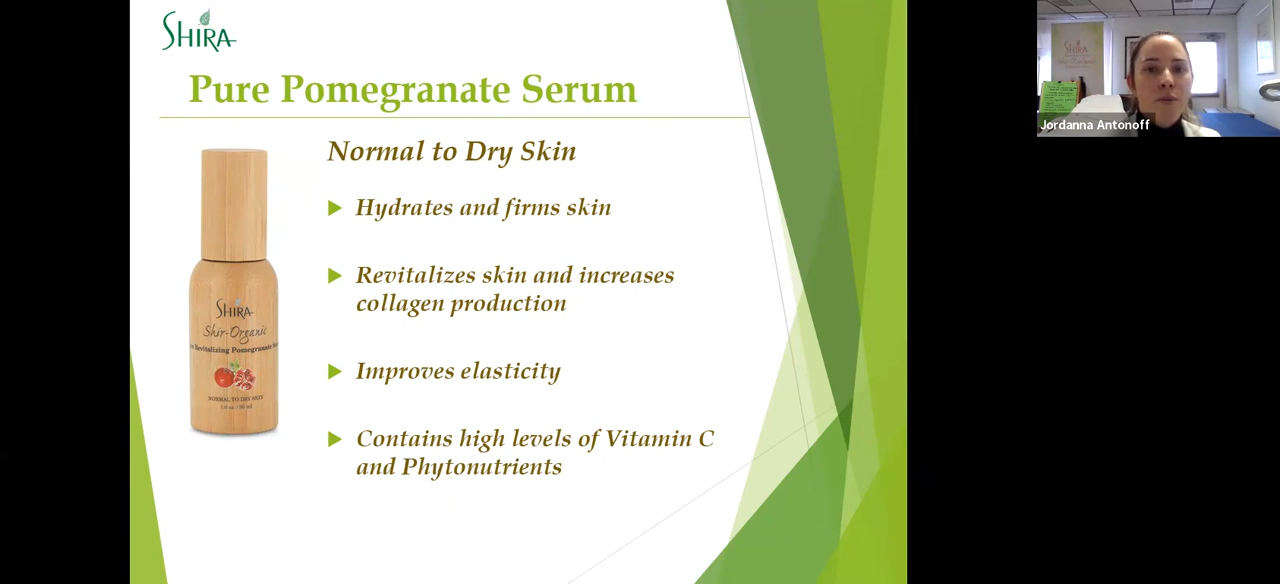 SHIRA
Pure Pomegranate Serum
Normal to Dry Skin
Hydrates and firms skin
Revitalizes skin and increases
collagen production
Improves elasticity
Contains high levels of Vitamin C
and Phytonutrients
SHIRA
Shir-Organic
Revitalizing Pomegranate
NORMAL TO DRY SKIN
SHIRA
Jordanna Antonoff